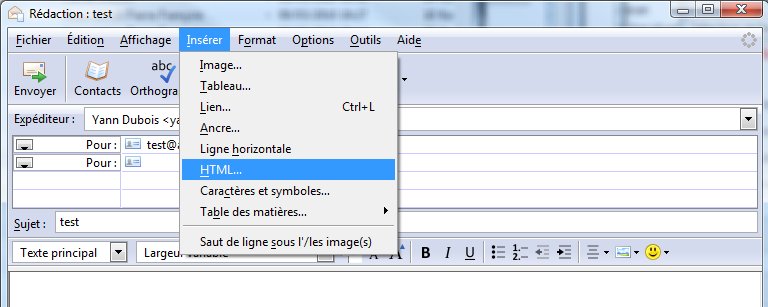 Rédaction : test
Fichier Édition Affichage Insérer Format Options Outils Aide
Envoyer Contacts Orthogra
Image...
Tableau...
Lien... Ctrl+L
Ancre...
Ligne horizontale
HTML...
Caractères et symboles...
Table des matières...
Saut de ligne sous l'/les image(s)
Expéditeur : Yann Dubois <ya
Pour : test@a
Pour :
Sujet : test
Texte principal Largeur variable
A A B I U